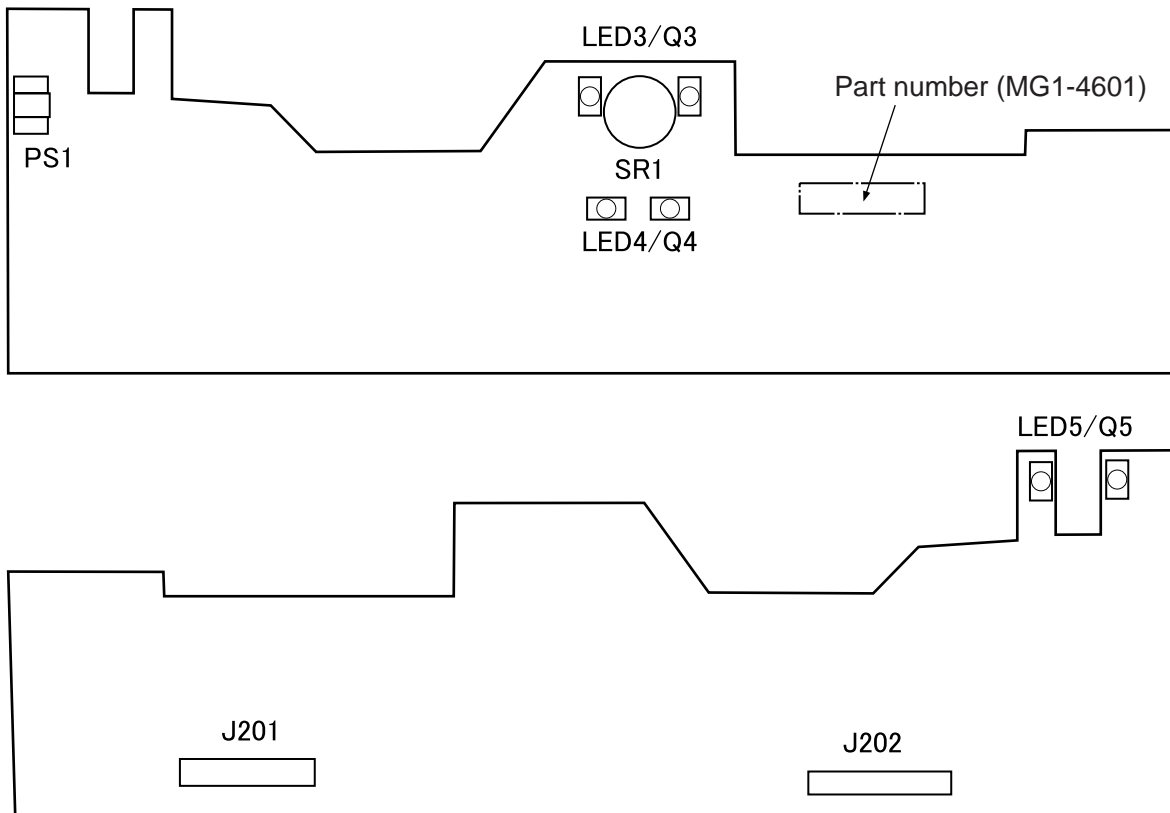 LED3/Q3
Part number (MG1-4601)
PS1
SR1
LED4/Q4
LED5/Q5
J201
J202